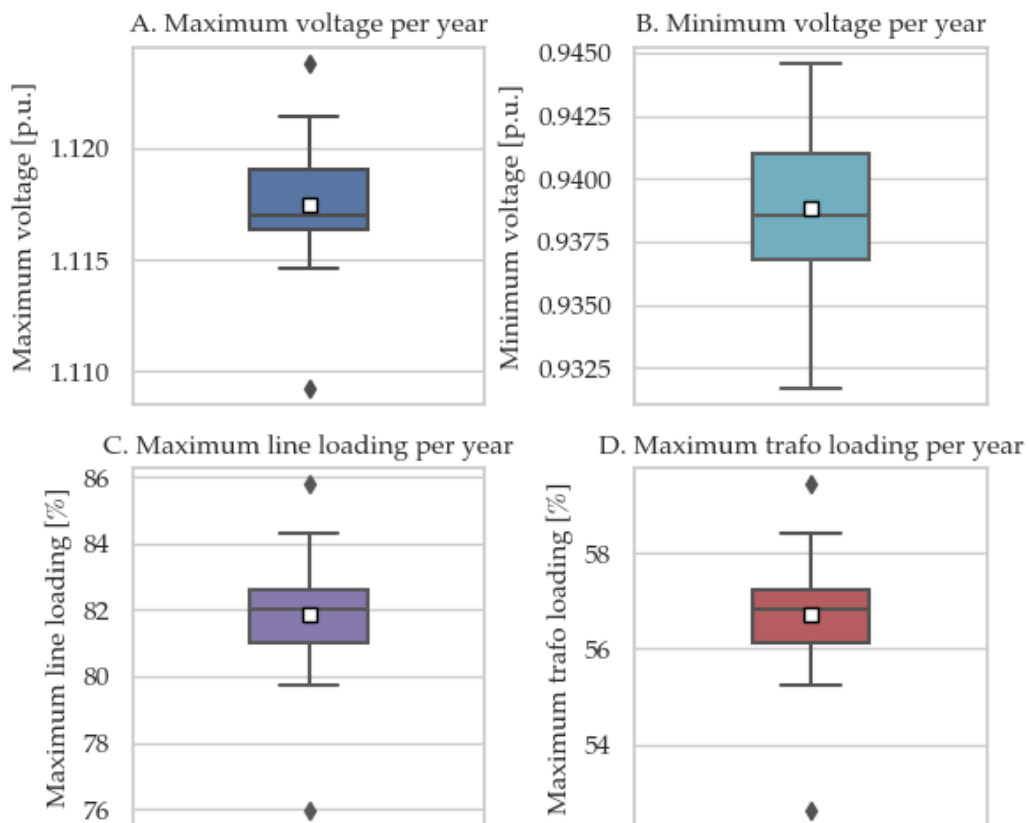 A. Maximum voltage per year
Maximum voltage [p.u.]
1.120
1.115
1.110
B. Minimum voltage per year
Minimum voltage [p.u.]
0.9450
0.9425
0.9400
0.9375
0.9350
0.9325
C. Maximum line loading per year
Maximum line loading [%]
86
84
82
80
78
76
D. Maximum trafo loading per year
Maximum trafo loading [%]
58
56
54